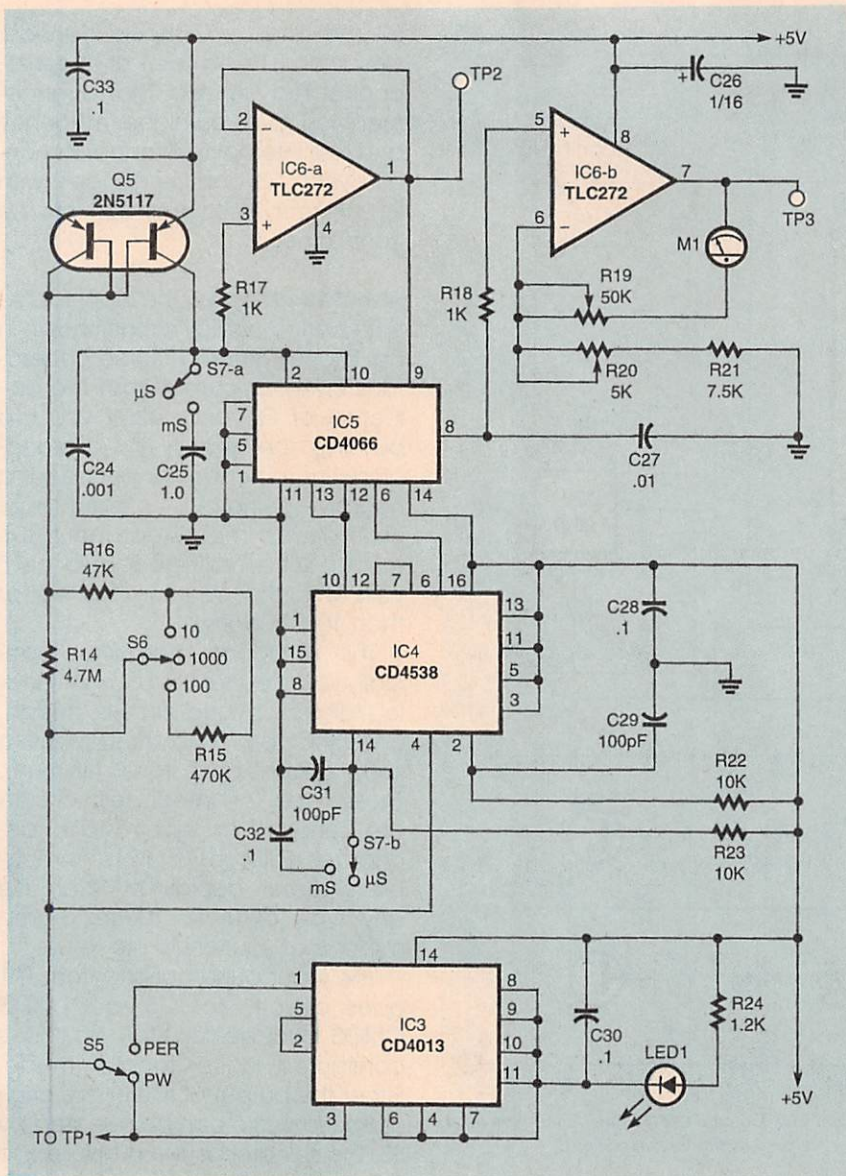 +5V
C33
.1
TP2
+
C26
1/16
Q5
2N5117
2
−
IC6-a
TLC272
1
3
+
4
5
+
8
IC6-b
TLC272
7
6
−
TP3
M1
R17
1K
R18
1K
R19
50K
R20
5K
R21
7.5K
S7-a
µS
mS
2
10
9
7
5
1
IC5
CD4066
8
C24
.001
C25
1.0
C27
.01
11
13
12
6
14
R16
47K
10
12
7
6
16
S6
10
1000
100
R14
4.7M
R15
470K
1
15
8
IC4
CD4538
13
11
5
3
C28
.1
C29
100pF
14
4
2
C31
100pF
R22
10K
C32
.1
S7-b
R23
10K
mS
µS
14
1
5
2
IC3
CD4013
8
9
10
11
R24
1.2K
C30
.1
LED1
S5
PER
PW
+5V
TO TP1
3
6
4
7